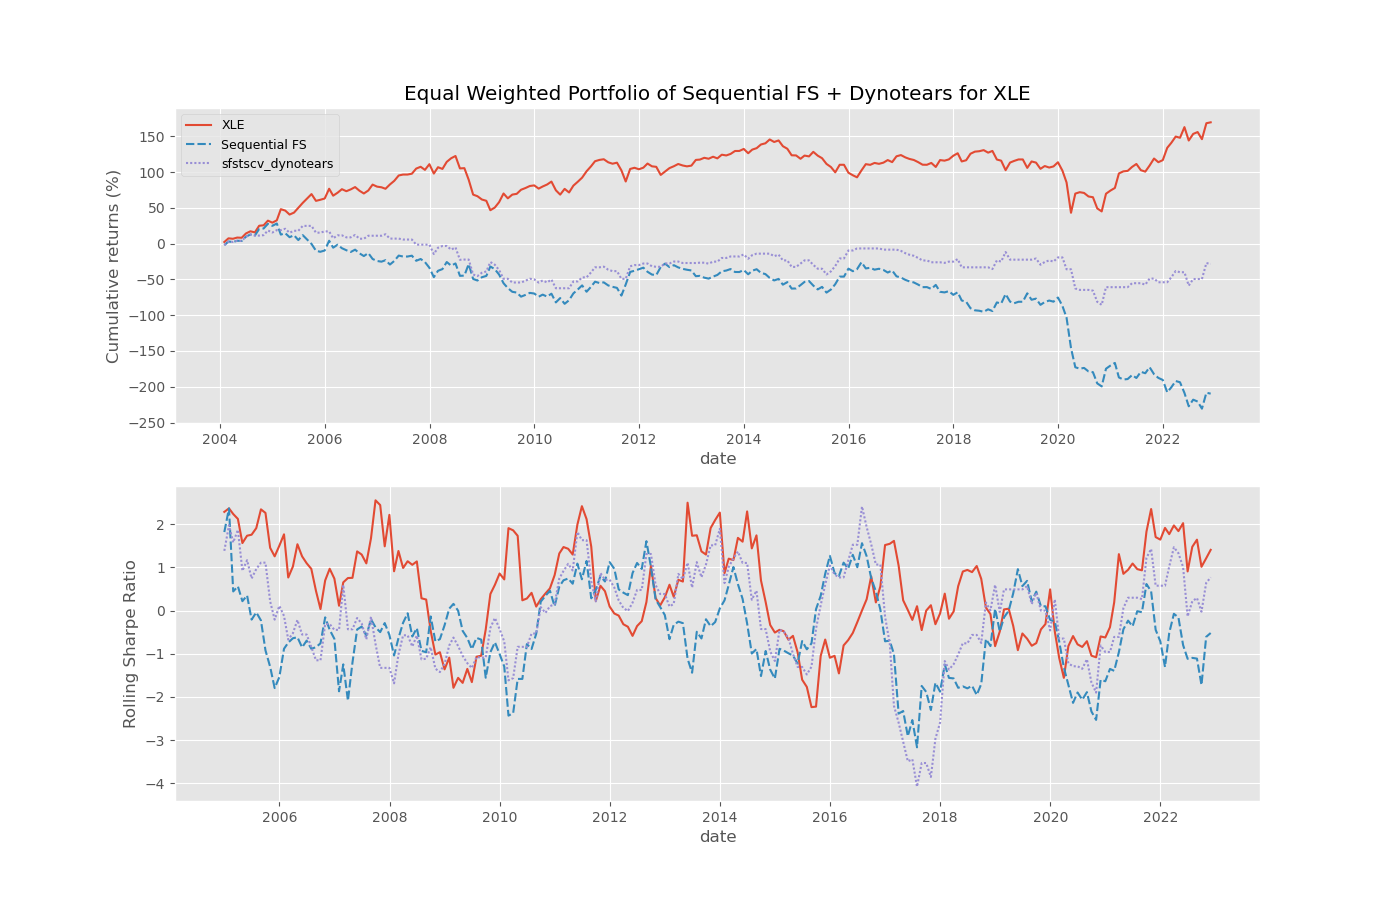 Equal Weighted Portfolio of Sequential FS + Dynotears for XLE
XLE
Sequential FS
sfstscv_dynotears
Cumulative returns (%)
150
100
50
0
−50
−100
−150
−200
−250
2004 2006 2008 2010 2012 2014 2016 2018 2020 2022
date
Rolling Sharpe Ratio
2
1
0
−1
−2
−3
−4
2006 2008 2010 2012 2014 2016 2018 2020 2022
date